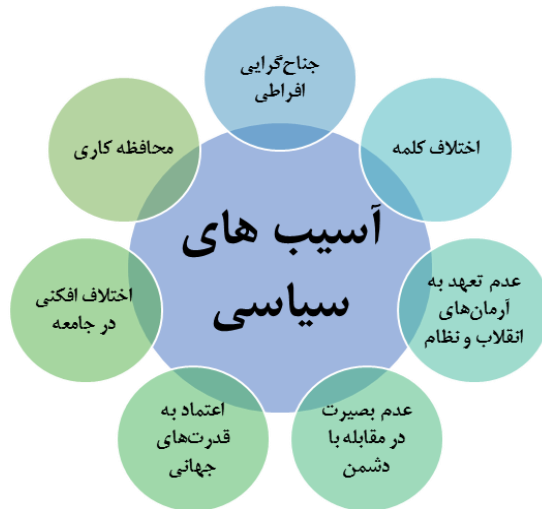 آسیب های
سیاسی
جناح‌گرایی
افراطی
اختلاف کلمه
عدم تعهد به
آرمان‌های
انقلاب و نظام
عدم بصیرت
در مقابله با
دشمن
اعتماد به
قدرت‌های
جهانی
اختلاف افکنی
در جامعه
محافظه کاری